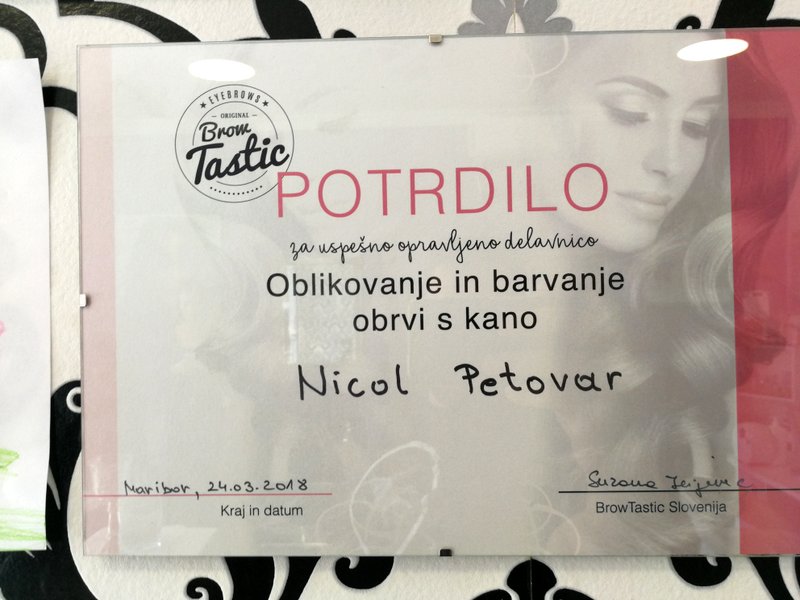 EYEBROWS
ORIGINAL
Brow
Tastic
POTRDILO
za uspešno opravljeno delavnico
Oblikovanje in barvanje
obrvi s kano
Nicol Petovar
Maribor, 24.03.2018
Kraj in datum
Suzana
BrowTastic Slovenija